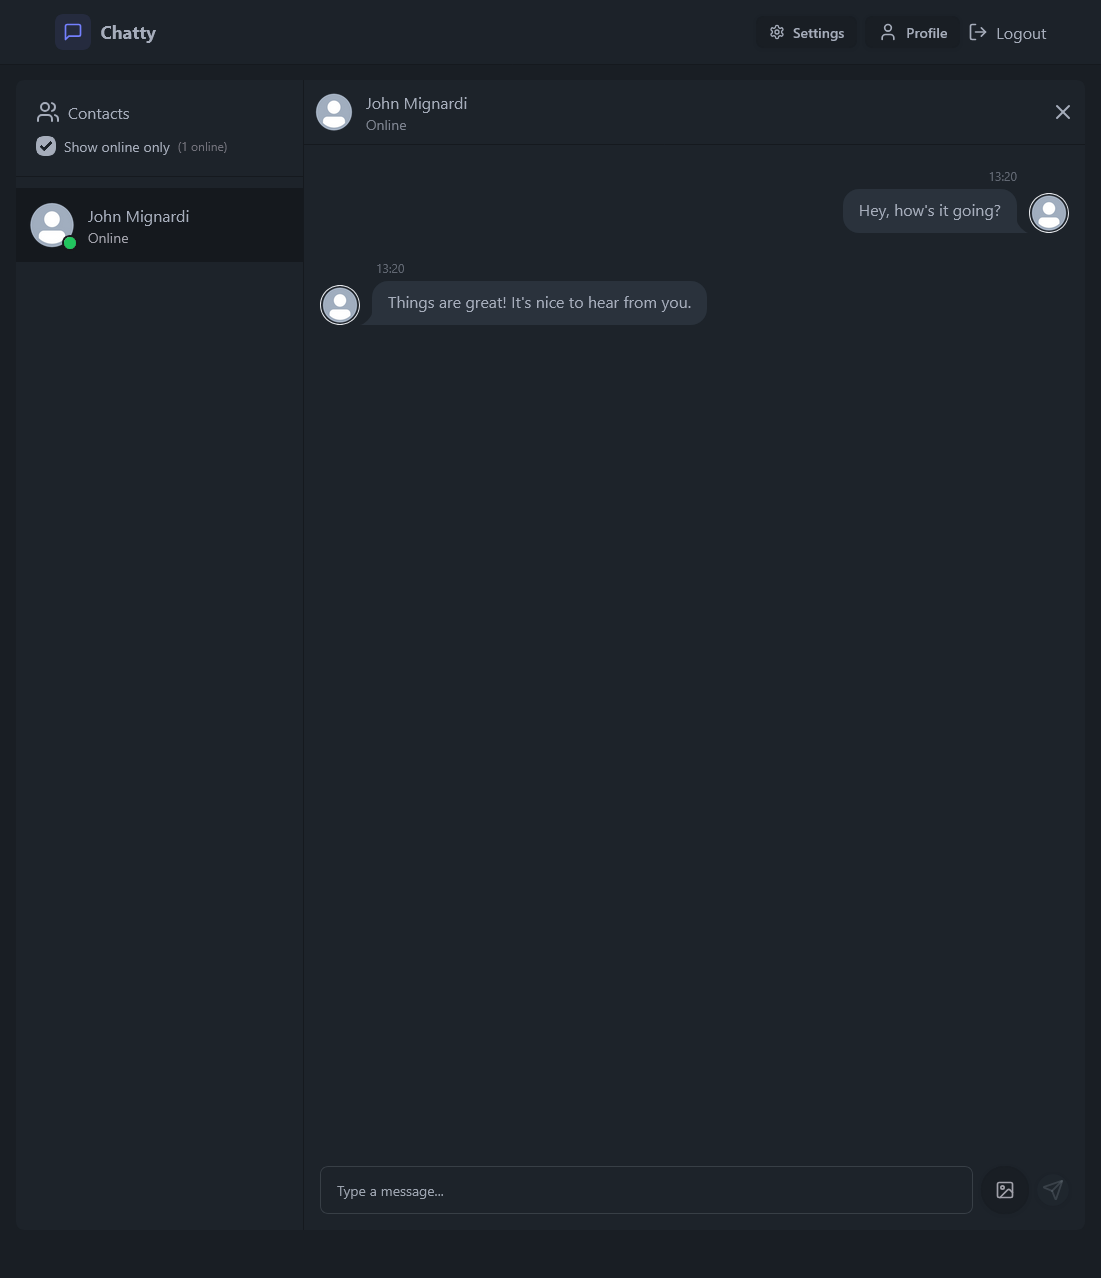 Chatty
Settings
Profile
Logout
Contacts
Show online only (1 online)
John Mignardi
Online
John Mignardi
Online
13:20
Hey, how's it going?
13:20
Things are great! It's nice to hear from you.
Type a message...